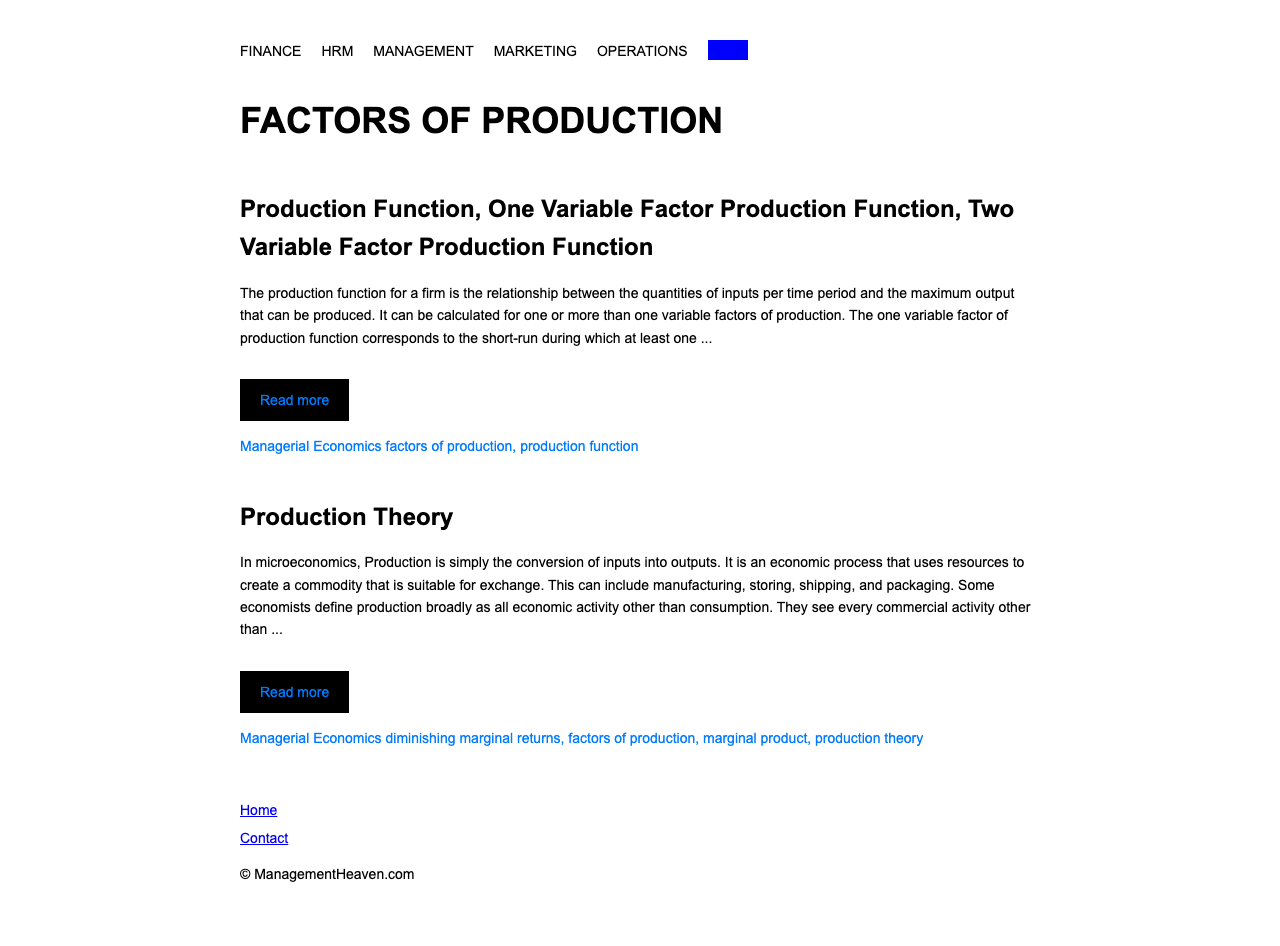 FINANCE HRM MANAGEMENT MARKETING OPERATIONS
FACTORS OF PRODUCTION
Production Function, One Variable Factor Production Function, Two
Variable Factor Production Function
The production function for a firm is the relationship between the quantities of inputs per time period and the maximum output
that can be produced. It can be calculated for one or more than one variable factors of production. The one variable factor of
production function corresponds to the short-run during which at least one ...
Read more
Managerial Economics factors of production, production function
Production Theory
In microeconomics, Production is simply the conversion of inputs into outputs. It is an economic process that uses resources to
create a commodity that is suitable for exchange. This can include manufacturing, storing, shipping, and packaging. Some
economists define production broadly as all economic activity other than consumption. They see every commercial activity other
than ...
Read more
Managerial Economics diminishing marginal returns, factors of production, marginal product, production theory
Home
Contact
© ManagementHeaven.com